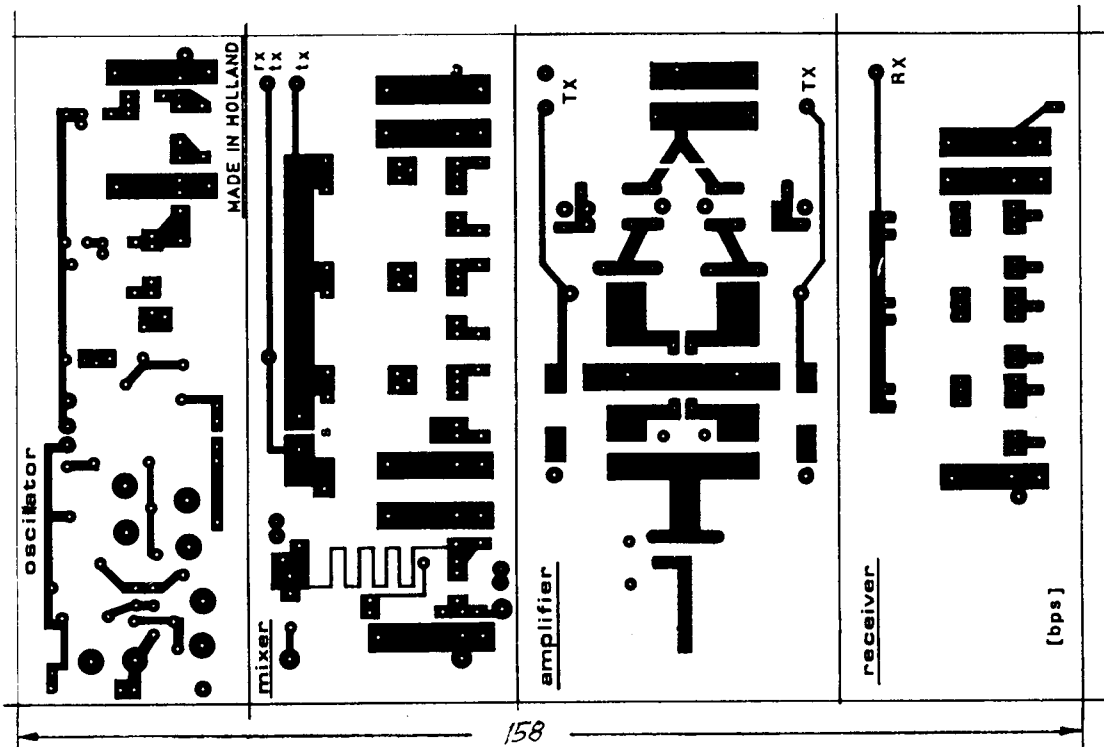 oscillator
MADE IN HOLLAND
mixer
rx
tx
tx
s
amplifier
TX
TX
receiver
RX
[bps]
158